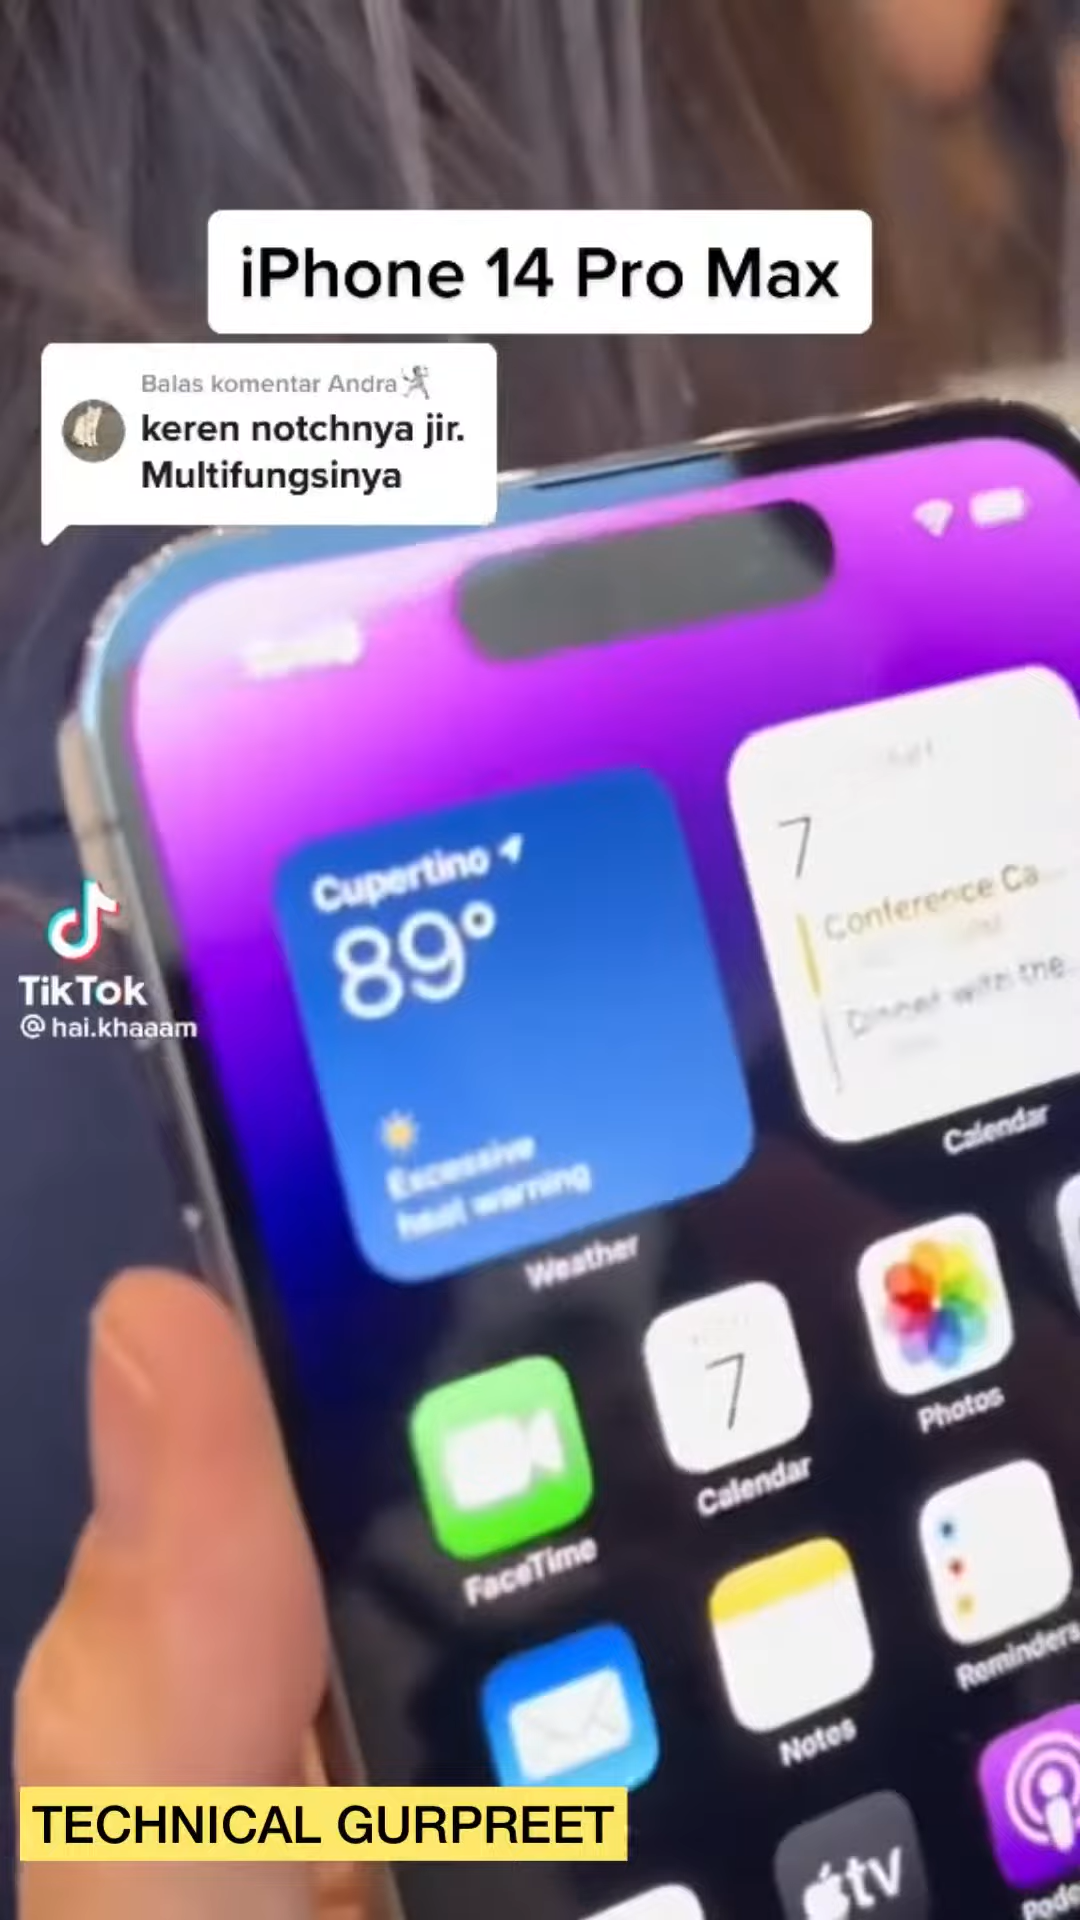 iPhone 14 Pro Max
Balas komentar Andra
keren notchnya jir.
Multifungsinya
Cupertino
89°
Excessive
heat warning
Weather
7
Conference Ca...
Dinner with the
Calendar
TikTok
@hai.khaaam
FaceTime
7
Calendar
Photos
Notes
Reminders
tv
TECHNICAL GURPREET